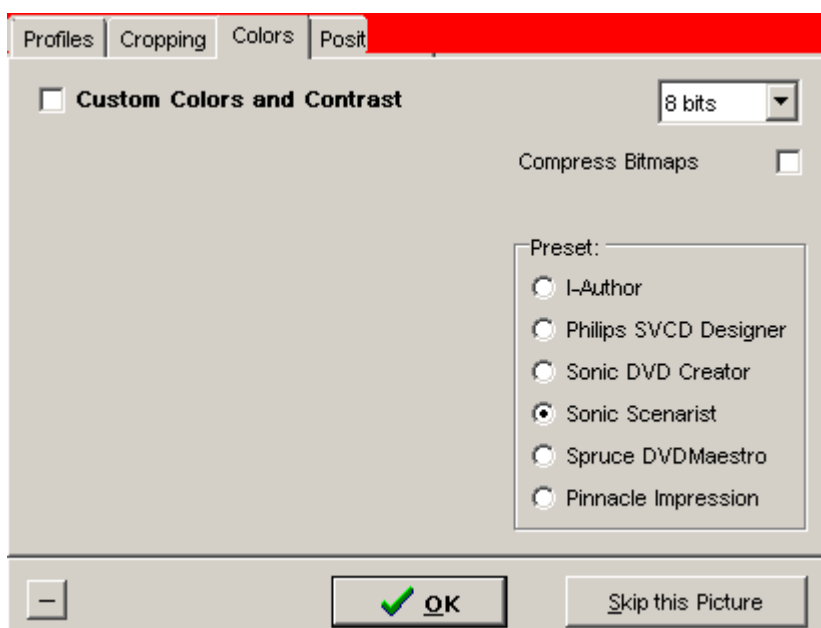 Profiles Cropping Colors Posit
Custom Colors and Contrast 8 bits
Compress Bitmaps
Preset:
I-Author
Philips SVCD Designer
Sonic DVD Creator
Sonic Scenarist
Spruce DVDMaestro
Pinnacle Impression
OK Skip this Picture